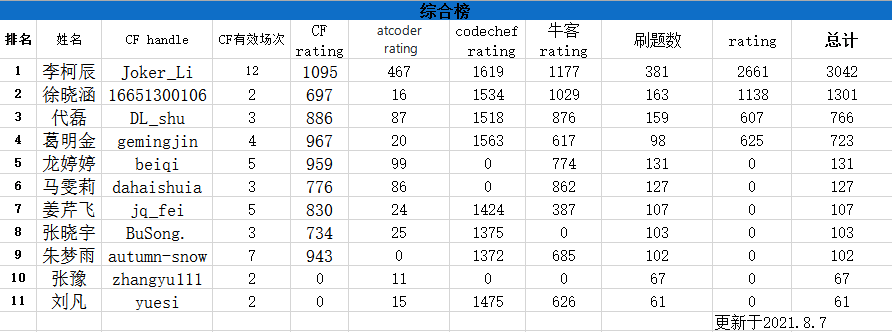 综合榜
排名 姓名 CF handle CF有效场次 CF rating atcoder rating codechef rating 牛客 rating 刷题数 rating 总计
1 李柯辰 Joker_Li 12 1095 467 1619 1177 381 2661 3042
2 徐晓涵 16651300106 2 697 16 1534 1029 163 1138 1301
3 代磊 DL_shu 3 886 87 1518 876 159 607 766
4 葛明金 gemingjin 4 967 20 1563 617 98 625 723
5 龙婷婷 beiqi 5 959 99 0 774 131 0 131
6 马雯莉 dahaishuia 3 776 86 0 862 127 0 127
7 姜芹飞 jq_fei 5 830 24 1424 387 107 0 107
8 张晓宇 BuSong. 3 734 25 1375 0 103 0 103
9 朱梦雨 autumn-snow 7 943 0 1372 685 102 0 102
10 张豫 zhangyu111 2 0 11 67 0 67
11 刘凡 yuesi 2 0 15 1475 626 61 0 61
更新于2021.8.7